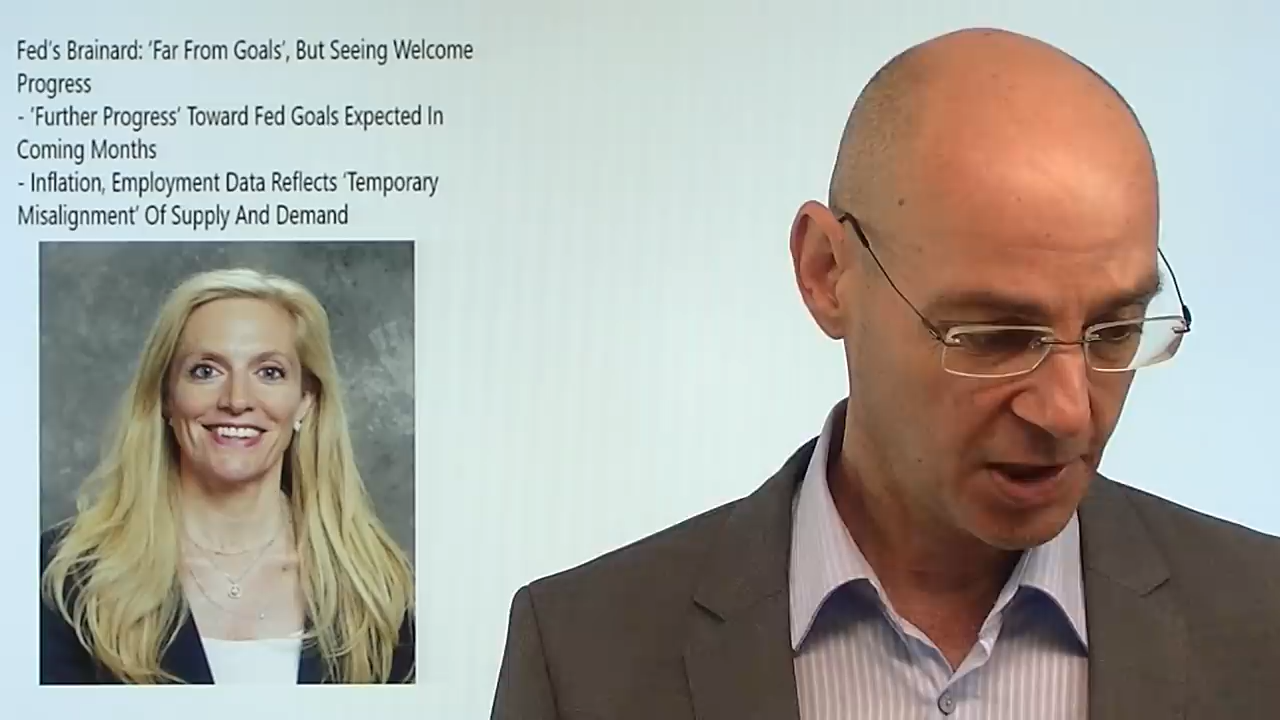 Fed's Brainard: 'Far From Goals', But Seeing Welcome
Progress
- 'Further Progress' Toward Fed Goals Expected In
Coming Months
- Inflation, Employment Data Reflects 'Temporary
Misalignment' Of Supply And Demand